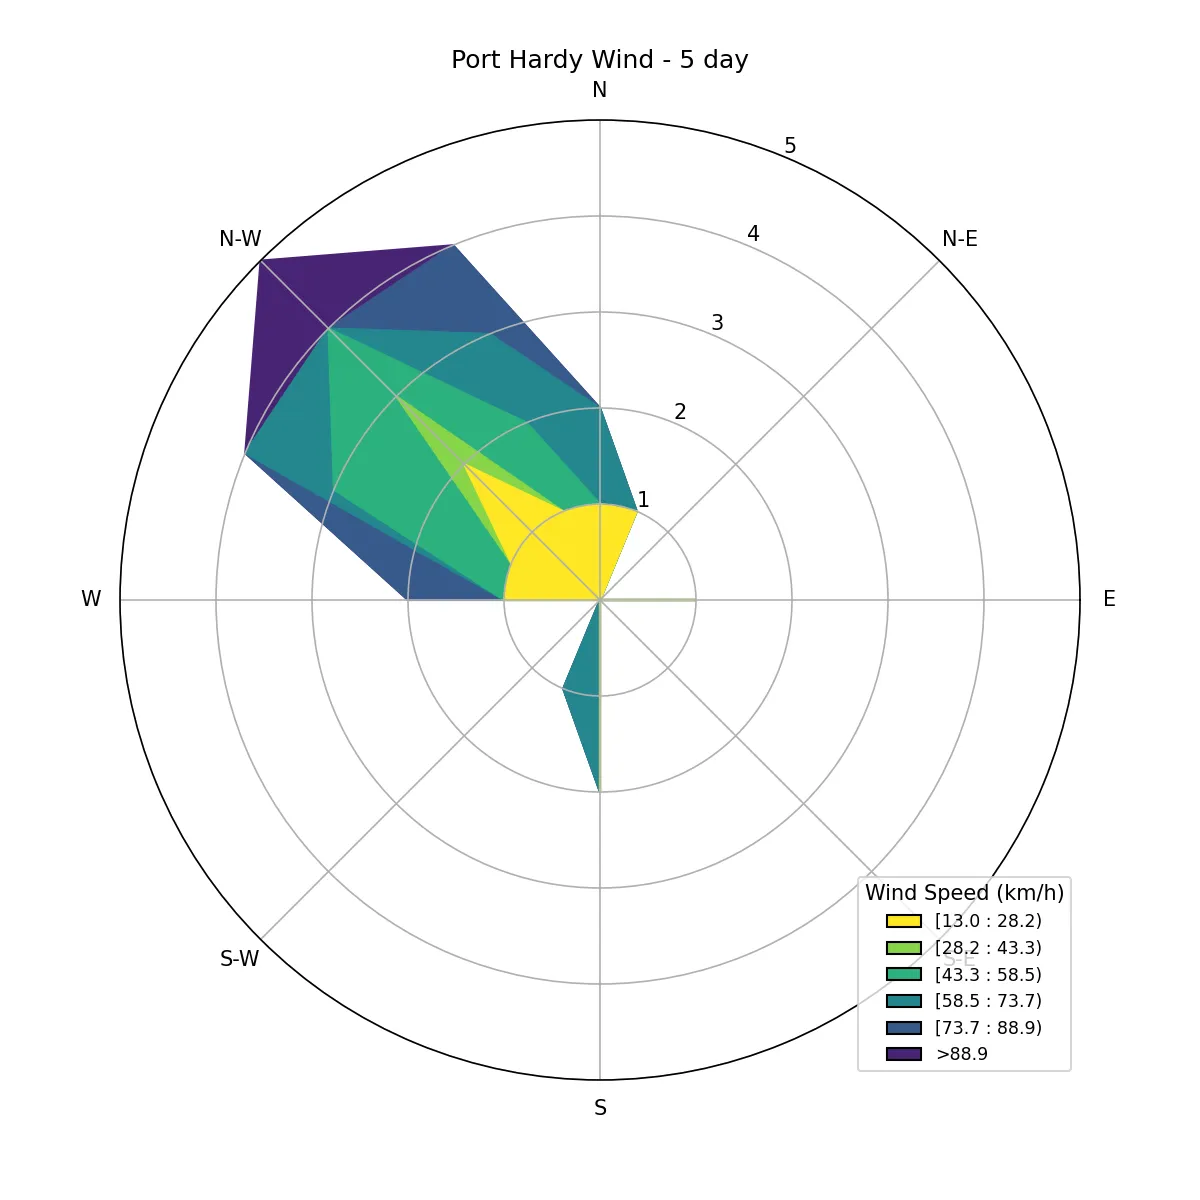 Port Hardy Wind - 5 day
N
5
N-W
4
N-E
3
2
1
W
E
S-W
S-E
S
Wind Speed (km/h)
[13.0 : 28.2)
[28.2 : 43.3)
[43.3 : 58.5)
[58.5 : 73.7)
[73.7 : 88.9)
>88.9